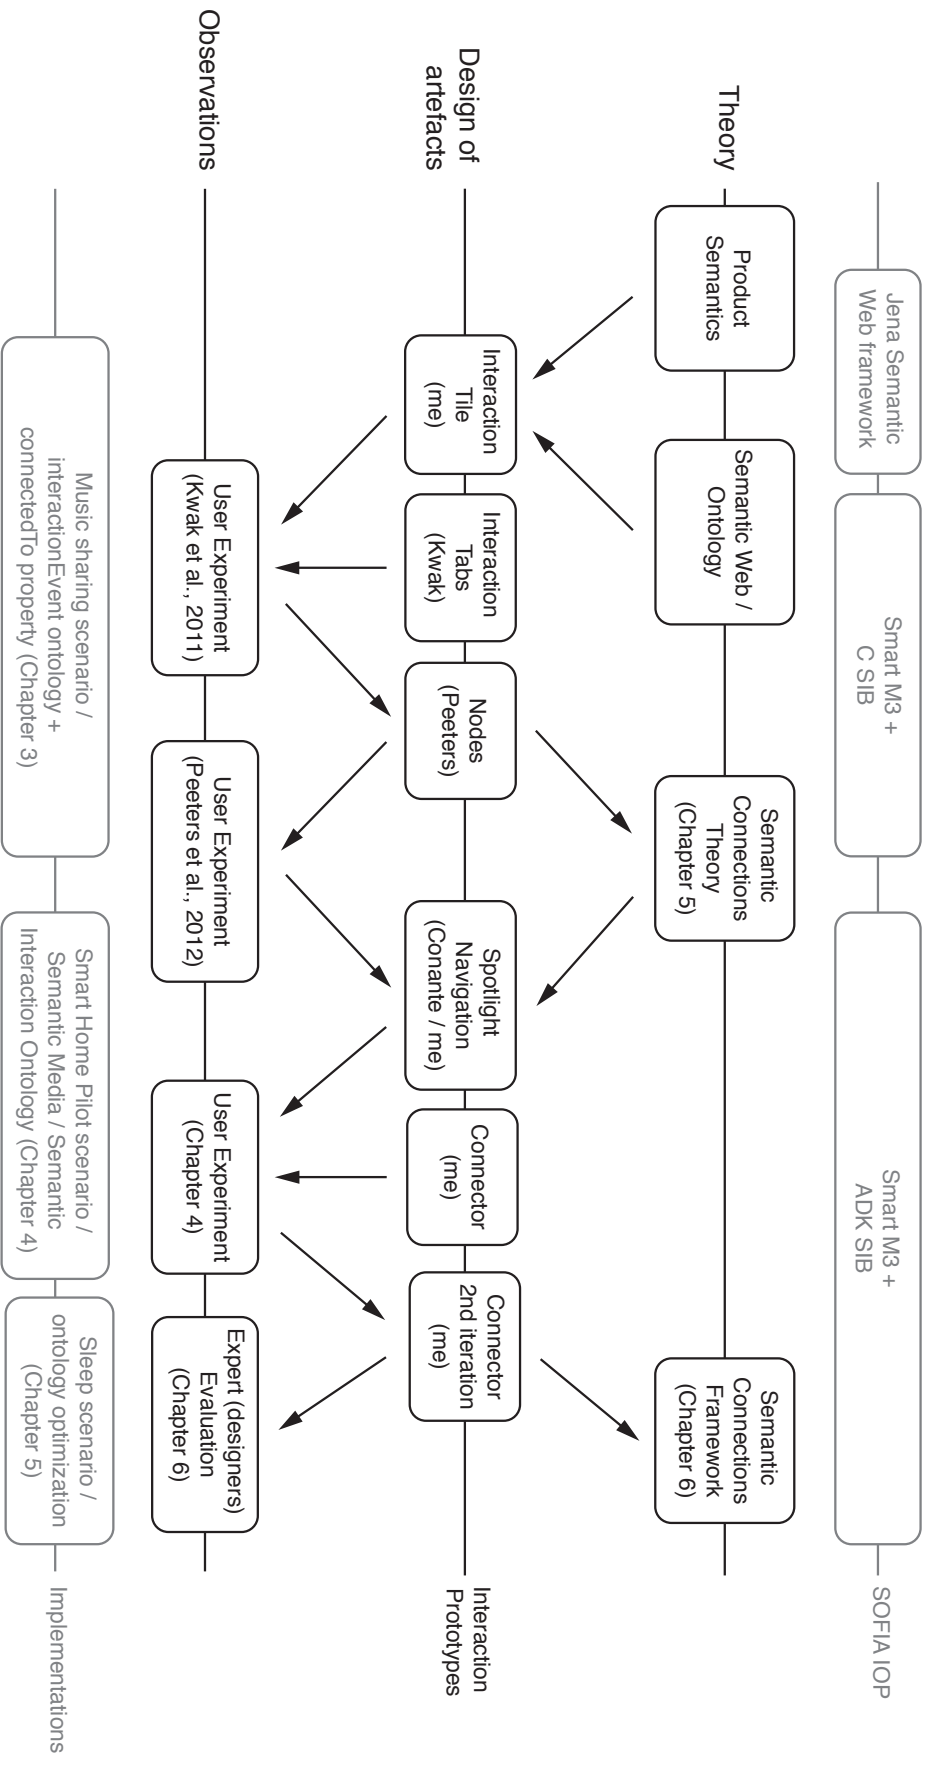 Jena Semantic
Web framework
Smart M3 +
C SIB
Smart M3 +
ADK SIB
SOFIA IOP
Theory
Product
Semantics
Semantic Web /
Ontology
Semantic
Connections
Theory
(Chapter 5)
Semantic
Connections
Framework
(Chapter 6)
Design of
artefacts
Interaction
Tile
(me)
Interaction
Tabs
(Kwak)
Nodes
(Peeters)
Spotlight
Navigation
(Conante / me)
Connector
(me)
Connector
2nd iteration
(me)
Interaction
Prototypes
Observations
User Experiment
(Kwak et al., 2011)
User Experiment
(Peeters et al., 2012)
User Experiment
(Chapter 4)
Expert (designers)
Evaluation
(Chapter 6)
Music sharing scenario /
interactionEvent ontology +
connectedTo property (Chapter 3)
Smart Home Pilot scenario /
Semantic Media / Semantic
Interaction Ontology (Chapter 4)
Sleep scenario /
ontology optimization
(Chapter 5)
Implementations